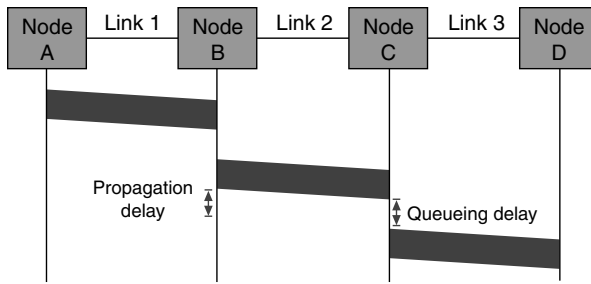 Node
A
Link 1
Node
B
Link 2
Node
C
Link 3
Node
D
Propagation
delay
Queueing delay